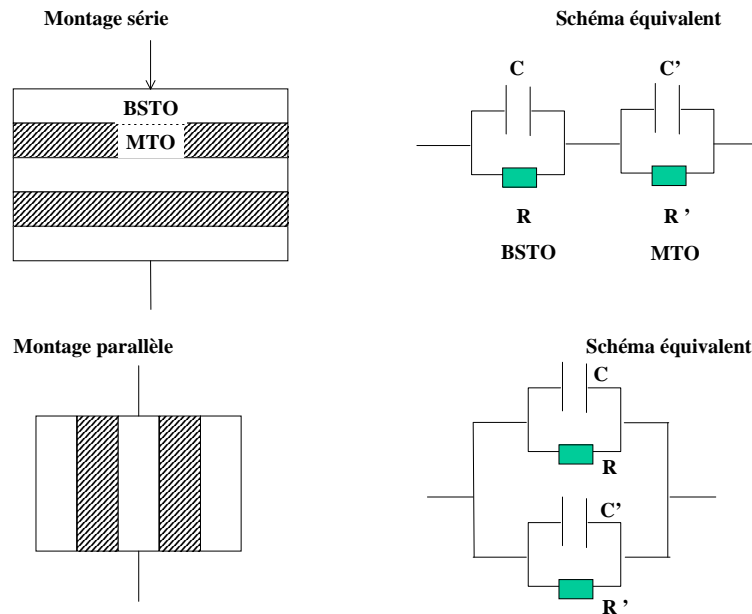 Montage série
Schéma équivalent
C C’
BSTO
MTO
R R ’
BSTO MTO
Montage parallèle
Schéma équivalent
C
R
C’
R ’